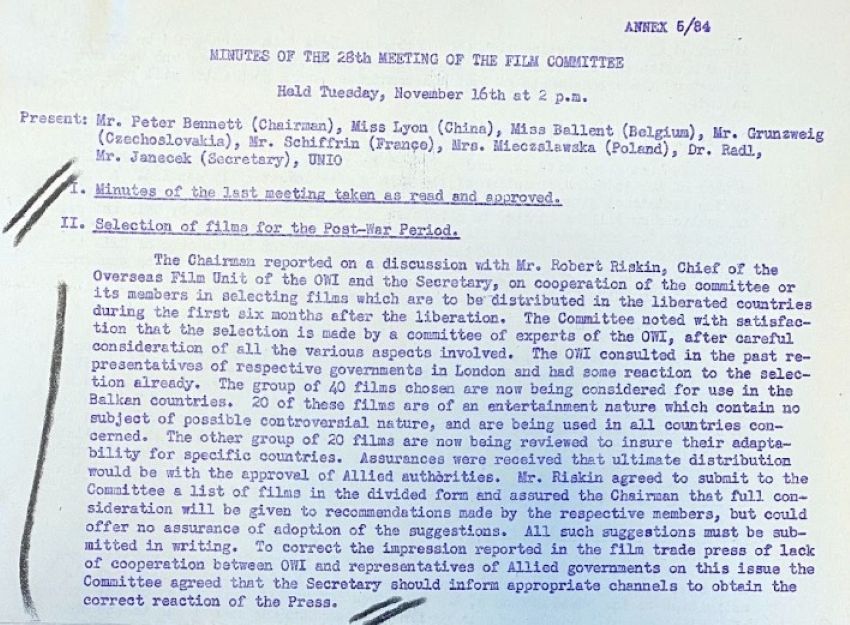 ANNEX 5/84
MINUTES OF THE 28th MEETING OF THE FILM COMMITTEE
Held Tuesday, November 16th at 2 p.m.
Present: Mr. Peter Bennett (Chairman), Miss Lyon (China), Miss Ballent (Belgium), Mr. Grunzweig
(Czechoslovakia), Mr. Schiffrin (France), Mrs. Mieczslawska (Poland), Dr. Radl,
Mr. Janecek (Secretary), UNIO
I. Minutes of the last meeting taken as read and approved.
II. Selection of films for the Post-War Period.
The Chairman reported on a discussion with Mr. Robert Riskin, Chief of the
Overseas Film Unit of the OWI and the Secretary, on cooperation of the committee or
its members in selecting films which are to be distributed in the liberated countries
during the first six months after the liberation. The Committee noted with satisfac-
tion that the selection is made by a committee of experts of the OWI, after careful
consideration of all the various aspects involved. The OWI consulted in the past re-
presentatives of respective governments in London and had some reaction to the selec-
tion already. The group of 40 films chosen are now being considered for use in the
Balkan countries. 20 of these films are of an entertainment nature which contain no
subject of possible controversial nature, and are being used in all countries con-
cerned. The other group of 20 films are now being reviewed to insure their adapta-
bility for specific countries. Assurances were received that ultimate distribution
would be with the approval of Allied authorities. Mr. Riskin agreed to submit to the
Committee a list of films in the divided form and assured the Chairman that full con-
sideration will be given to recommendations made by the respective members, but could
offer no assurance of adoption of the suggestions. All such suggestions must be sub-
mitted in writing. To correct the impression reported in the film trade press of lack
of cooperation between OWI and representatives of Allied governments on this issue the
Committee agreed that the Secretary should inform appropriate channels to obtain the
correct reaction of the Press.